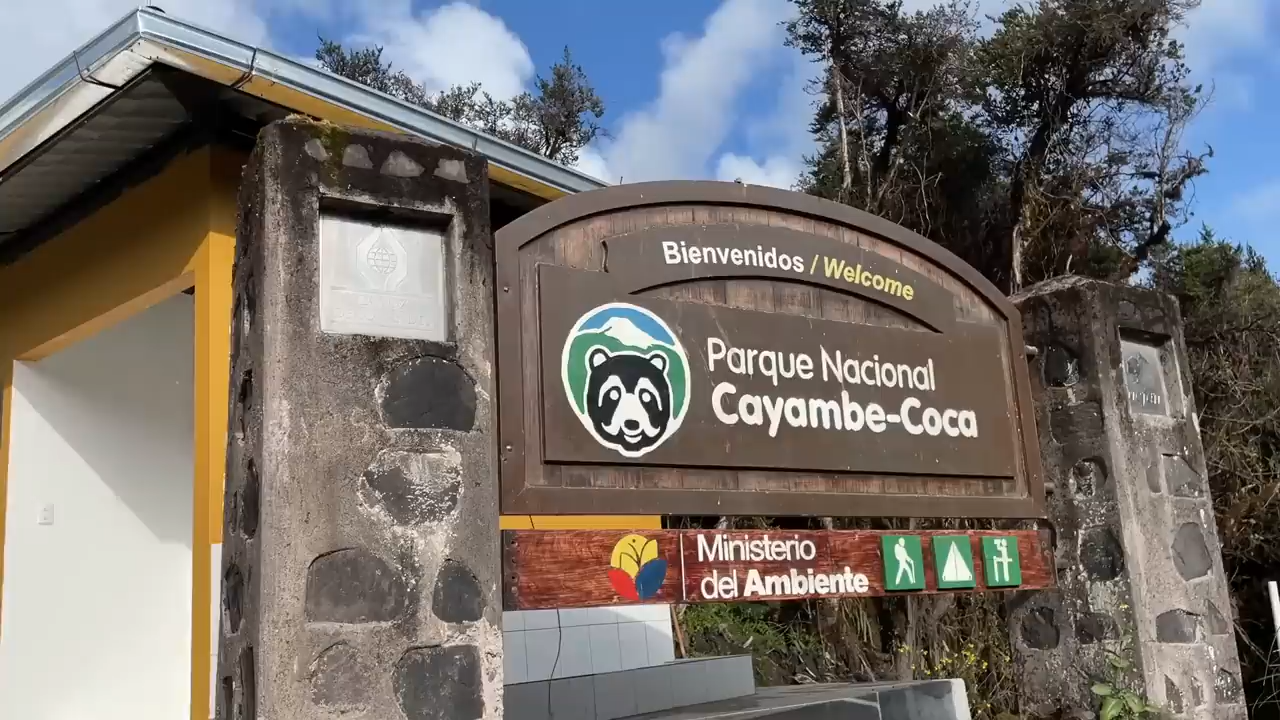 Bienvenidos / Welcome
Parque Nacional
Cayambe-Coca
Ministerio
del Ambiente